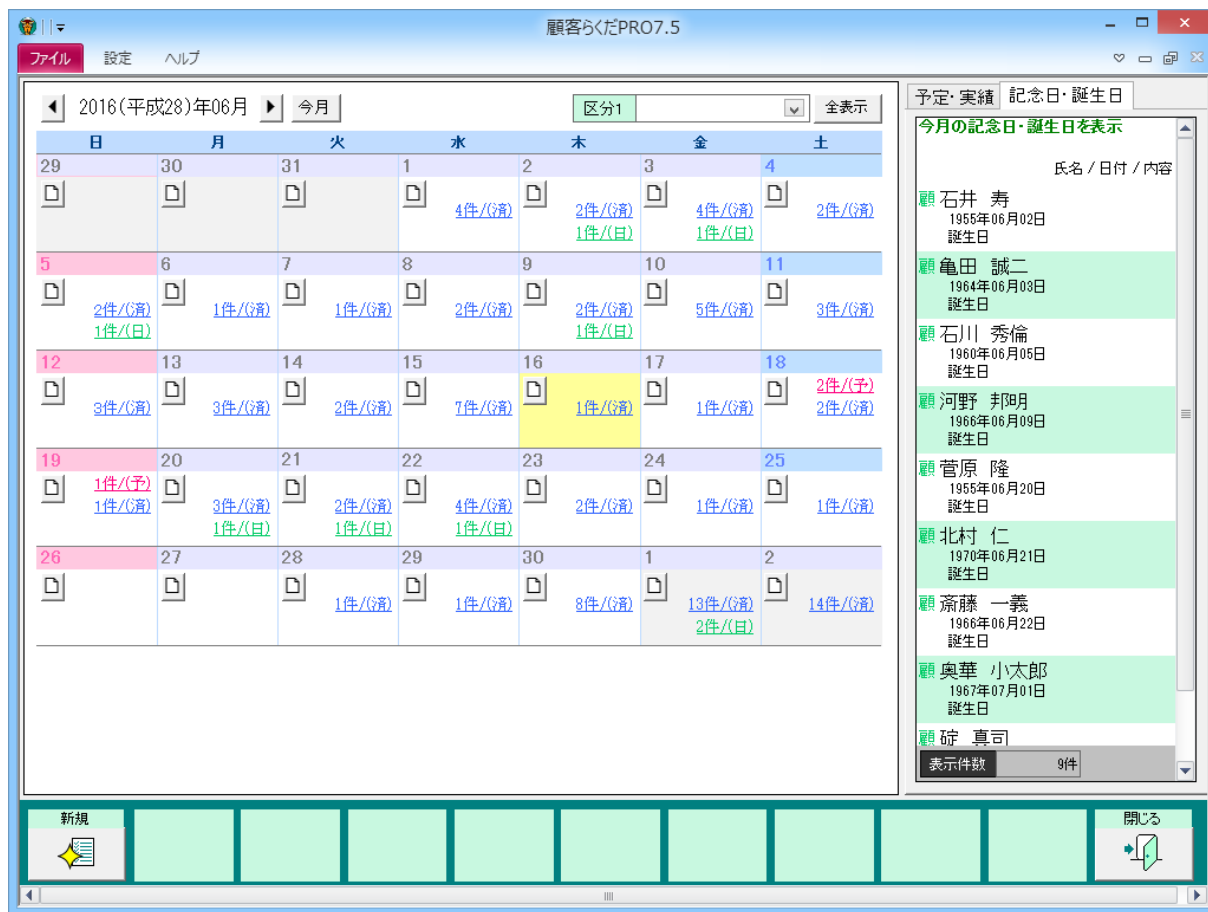 顧客らくだPRO7.5
ファイル 設定 ヘルプ
2016(平成28)年06月 今月 区分1 全表示
日 月 火 水 木 金 土
29 30 31 1 2 3 4
4件/(済) 2件/(済) 4件/(済) 2件/(済)
1件/(日) 1件/(日)
5 6 7 8 9 10 11
2件/(済) 1件/(済) 1件/(済) 2件/(済) 2件/(済) 5件/(済) 3件/(済)
1件/(日) 1件/(日)
12 13 14 15 16 17 18
2件/(予)
3件/(済) 3件/(済) 2件/(済) 7件/(済) 1件/(済) 1件/(済) 2件/(済)
19 20 21 22 23 24 25
1件/(予)
1件/(済) 3件/(済) 2件/(済) 4件/(済) 2件/(済) 1件/(済) 1件/(済)
1件/(日) 1件/(日) 1件/(日)
26 27 28 29 30 1 2
1件/(済) 1件/(済) 8件/(済) 13件/(済) 14件/(済)
2件/(日)
予定・実績 記念日・誕生日
今月の記念日・誕生日を表示
氏名 / 日付 / 内容
顧 石井 寿
1955年06月02日
誕生日
顧 亀田 誠二
1964年06月03日
誕生日
顧 石川 秀倫
1960年06月05日
誕生日
顧 河野 邦明
1966年06月09日
誕生日
顧 菅原 隆
1955年06月20日
誕生日
顧 北村 仁
1970年06月21日
誕生日
顧 斎藤 一義
1966年06月22日
誕生日
顧 奥華 小太郎
1967年07月01日
誕生日
顧 碇 真司
表示件数 9件
新規 閉じる